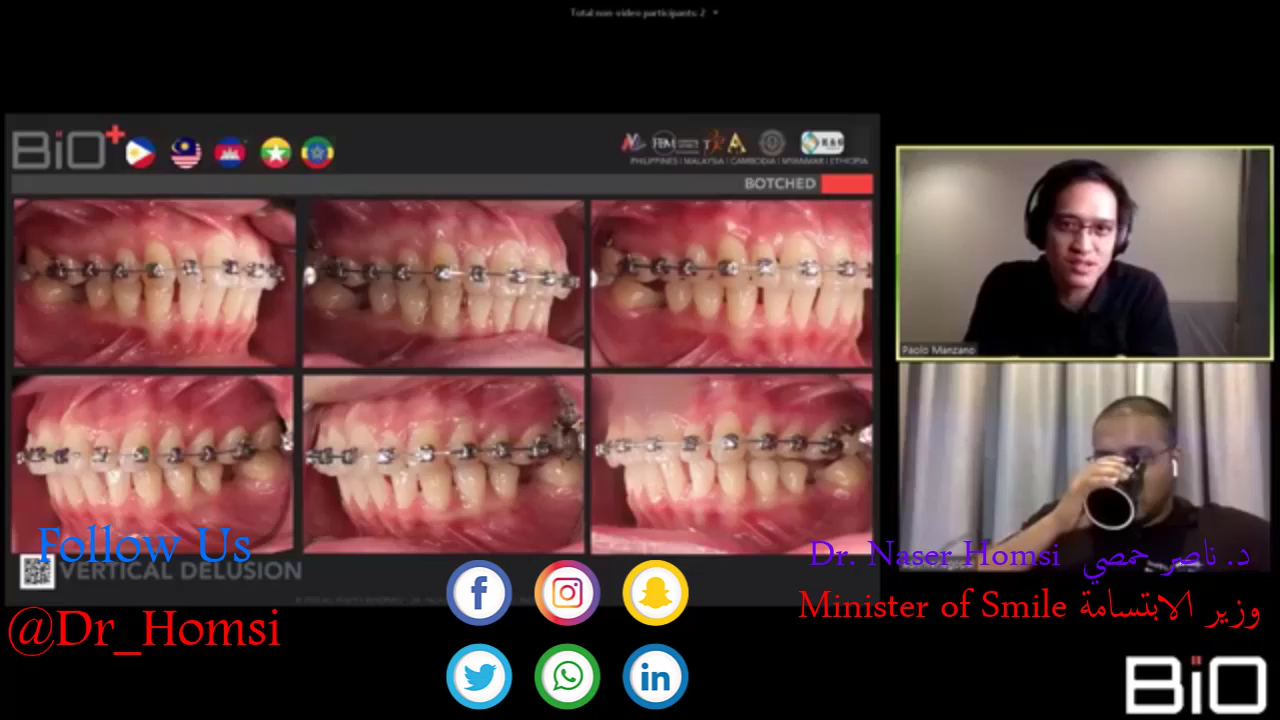 Total non-video participants: 2
BiO+
PHILIPPINES | MALAYSIA | CAMBODIA | MYANMAR | ETHIOPIA
BOTCHED
Paolo Manzano
Follow Us
VERTICAL DELUSION
@Dr_Homsi
Dr. Naser Homsi د. ناصر حمصي
Minister of Smile وزير الابتسامة
BiO